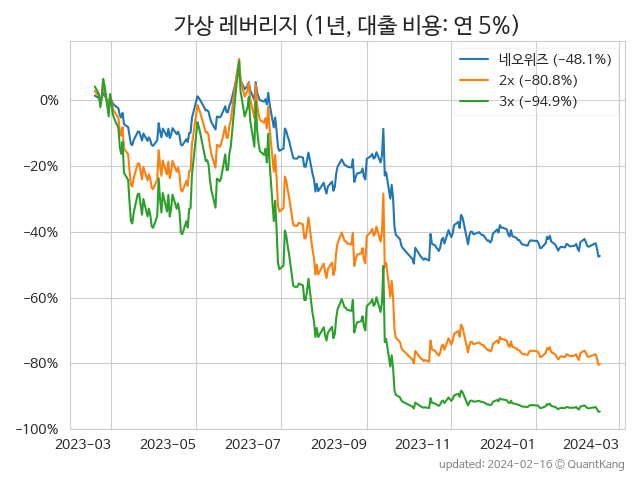 가상 레버리지 (1년, 대출 비용: 연 5%)
네오위즈 (−48.1%)
2x (−80.8%)
3x (−94.9%)
0%
−20%
−40%
−60%
−80%
−100%
2023-03 2023-05 2023-07 2023-09 2023-11 2024-01 2024-03
updated: 2024-02-16 © QuantKang